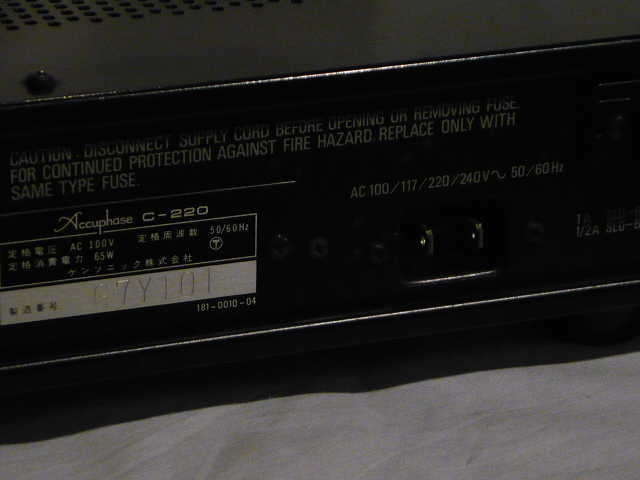 CAUTION : DISCONNECT SUPPLY CORD BEFORE OPENING OR REMOVING FUSE.
FOR CONTINUED PROTECTION AGAINST FIRE HAZARD REPLACE ONLY WITH
SAME TYPE FUSE.
AC 100/117/220/240V～ 50/60Hz
Accuphase C-220
定格電圧 AC 100V 定格周波数 50/60Hz
定格消費電力 65W
ケンソニック株式会社
製造番号 G7Y101
181-0010-04
1A
1/2A